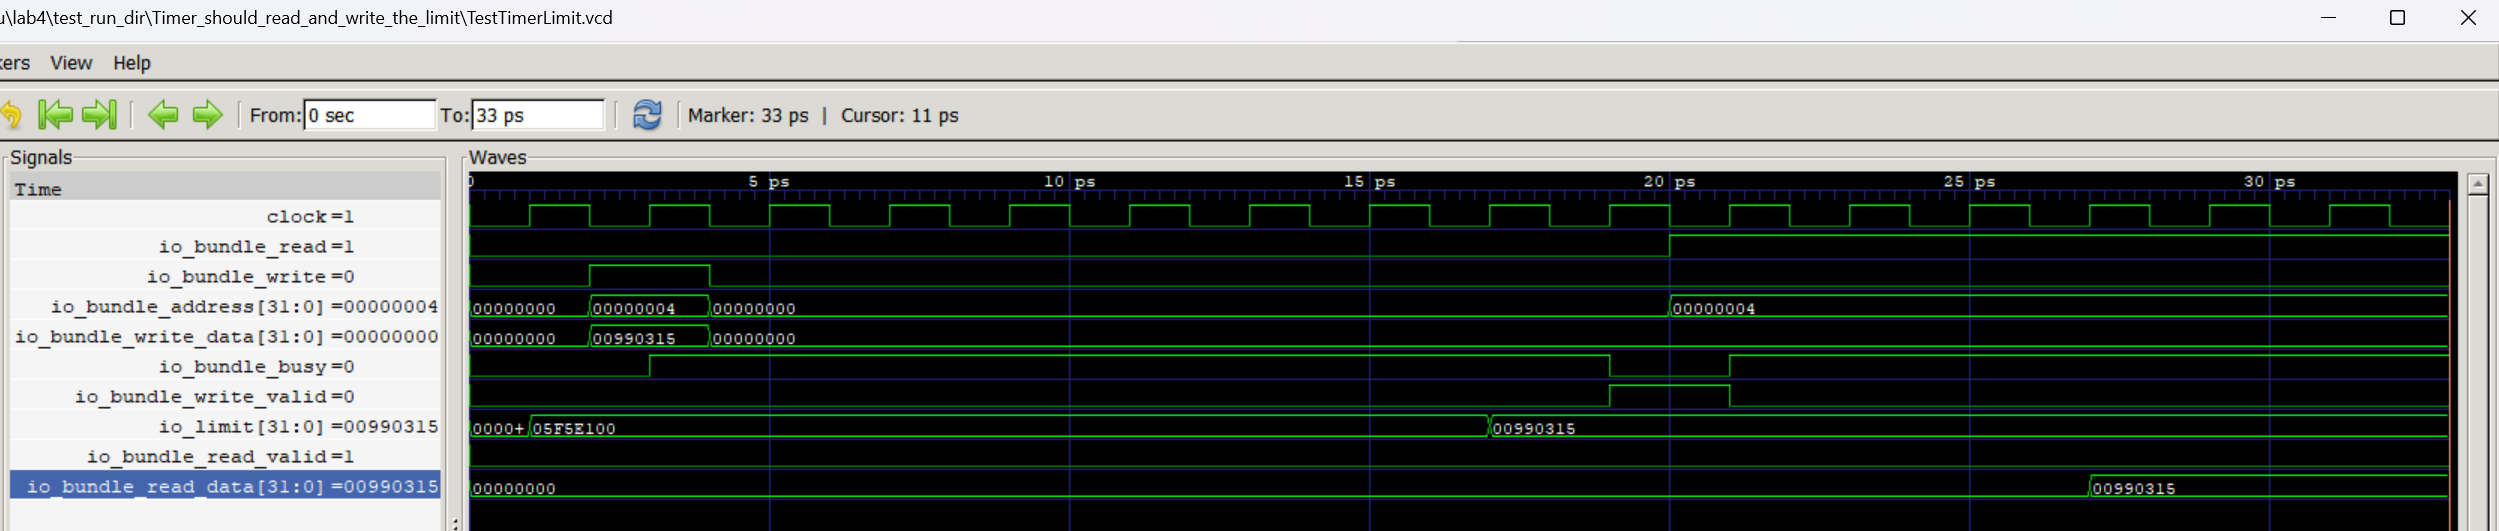 u\lab4\test_run_dir\Timer_should_read_and_write_the_limit\TestTimerLimit.vcd
kers View Help
From: 0 sec To: 33 ps Marker: 33 ps | Cursor: 11 ps
Signals Waves
Time 0 5 ps 10 ps 15 ps 20 ps 25 ps 30 ps
clock=1
io_bundle_read=1
io_bundle_write=0
io_bundle_address[31:0]=00000004 00000000 00000004 00000000 00000004
io_bundle_write_data[31:0]=00000000 00000000 00990315 00000000
io_bundle_busy=0
io_bundle_write_valid=0
io_limit[31:0]=00990315 0000+ 05F5E100 00990315
io_bundle_read_valid=1
io_bundle_read_data[31:0]=00990315 00000000 00990315